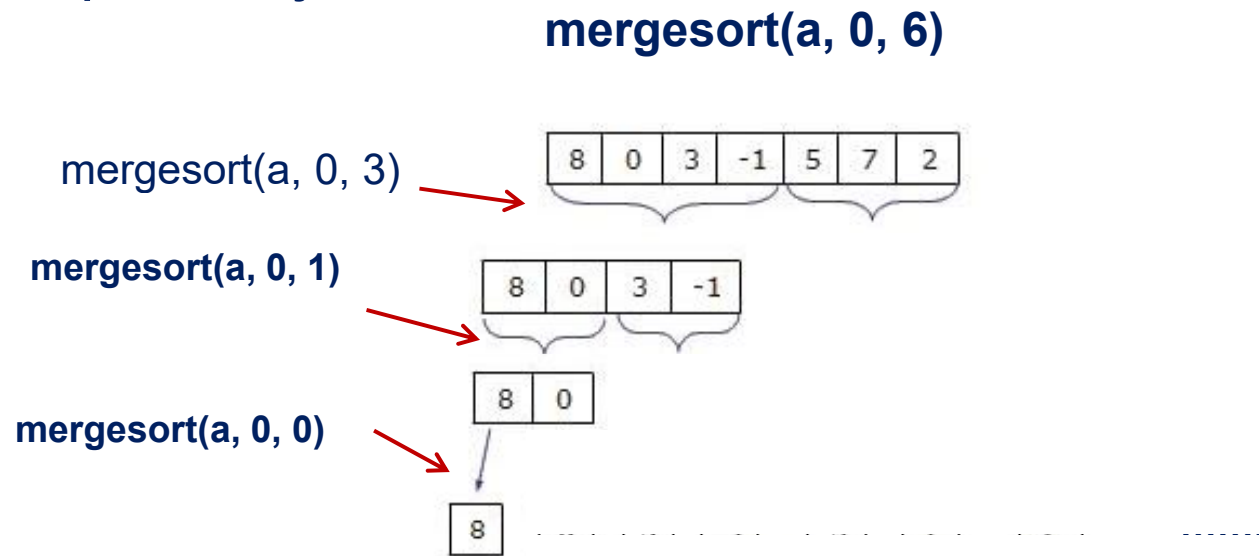 mergesort(a, 0, 6)
mergesort(a, 0, 3)
8 0 3 -1 5 7 2
mergesort(a, 0, 1)
8 0 3 -1
8 0
mergesort(a, 0, 0)
8